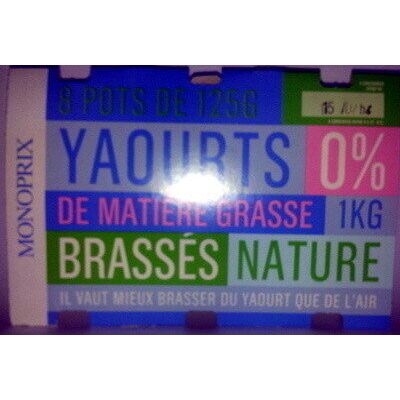 8 POTS DE 125G
YAOURTS 0%
DE MATIÈRE GRASSE 1KG
BRASSÉS NATURE
IL VAUT MIEUX BRASSER DU YAOURT QUE DE L'AIR
MONOPRIX